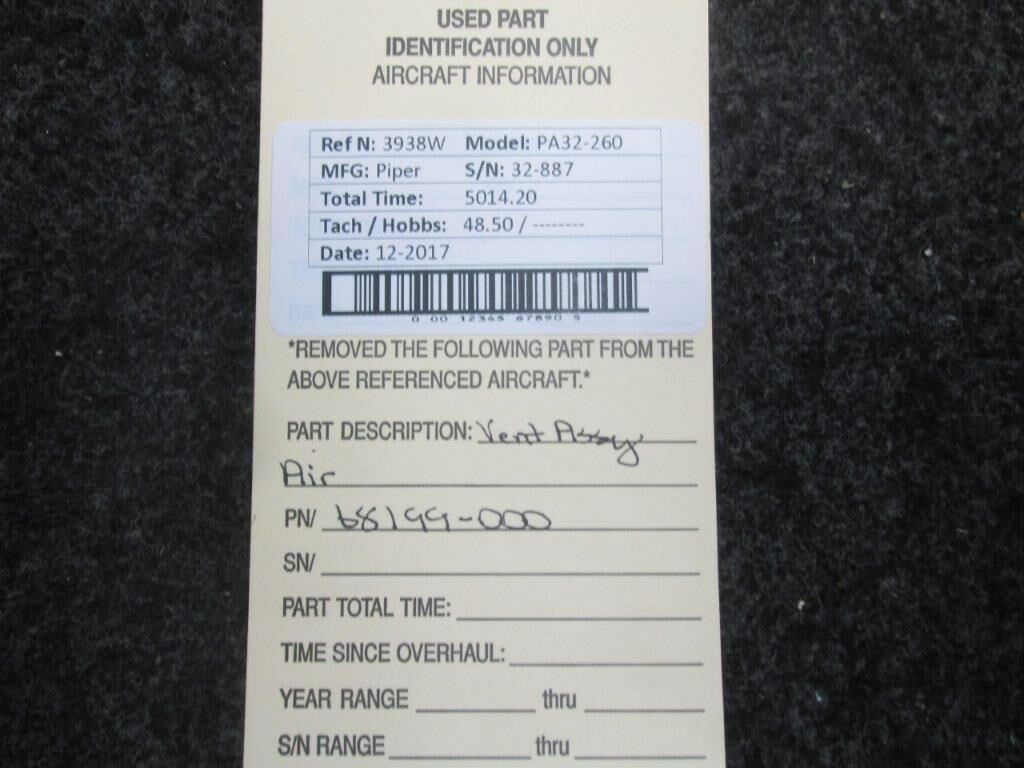 USED PART
IDENTIFICATION ONLY
AIRCRAFT INFORMATION
Ref N: 3938W Model: PA32-260
MFG: Piper S/N: 32-887
Total Time: 5014.20
Tach / Hobbs: 48.50 / --------
Date: 12-2017
0 00 12345 67890 5
*REMOVED THE FOLLOWING PART FROM THE
ABOVE REFERENCED AIRCRAFT.*
PART DESCRIPTION: Vent Assy
Air
PN/ 68199-000
SN/
PART TOTAL TIME:
TIME SINCE OVERHAUL:
YEAR RANGE thru
S/N RANGE thru